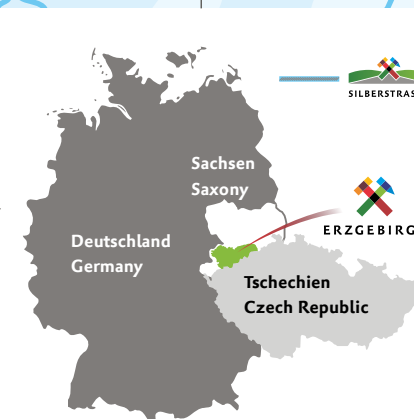 SILBERSTRAS
Sachsen
Saxony
ERZGEBIRG
Deutschland
Germany
Tschechien
Czech Republic